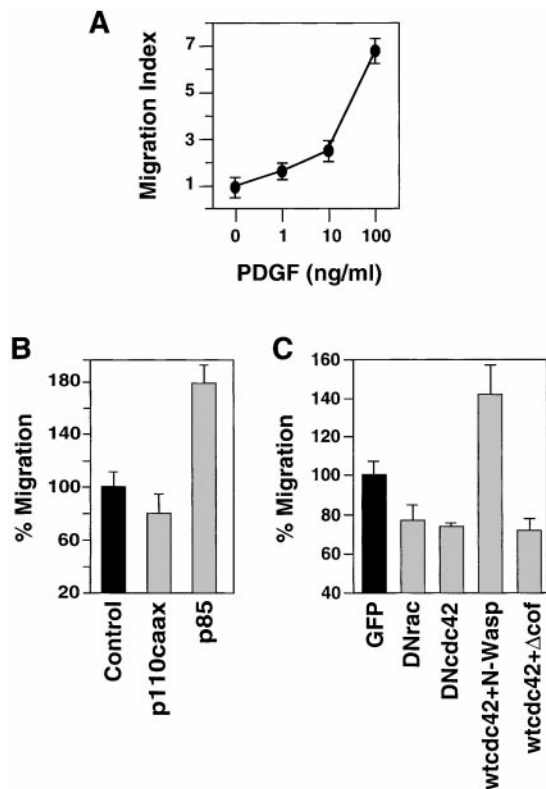 A
Migration Index
7
3
1
0 1 10 100
PDGF (ng/ml)
B
% Migration
180
140
100
60
20
Control
p110caax
p85
C
% Migration
160
140
120
100
80
60
40
GFP
DNrac
DNcdc42
wtcdc42+N-Wasp
wtcdc42+Δcof